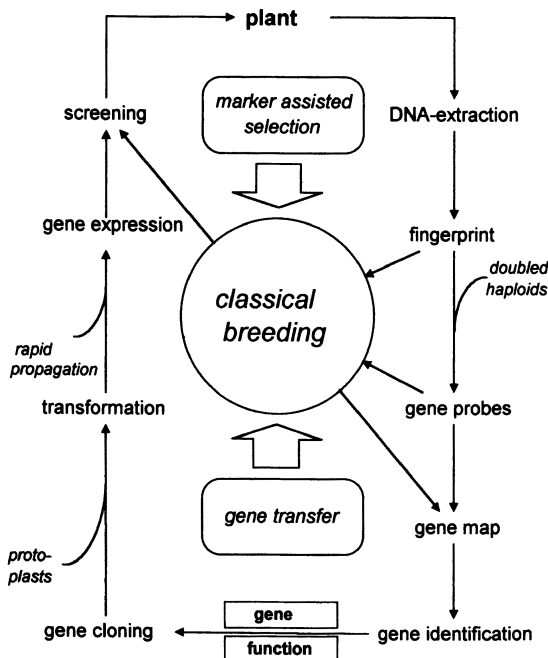 plant
marker assisted
selection
screening
DNA-extraction
gene expression
fingerprint
doubled
haploids
classical
breeding
rapid
propagation
transformation
gene probes
gene transfer
gene map
proto-
plasts
gene
gene cloning
gene identification
function